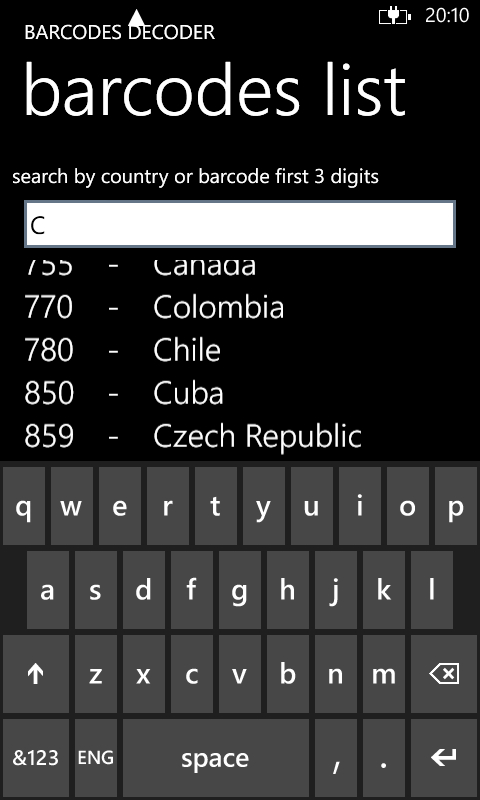 20:10
BARCODES DECODER
barcodes list
search by country or barcode first 3 digits
C
755 - Canada
770 - Colombia
780 - Chile
850 - Cuba
859 - Czech Republic
q w e r t y u i o p
a s d f g h j k l
z x c v b n m
&123 ENG space , .